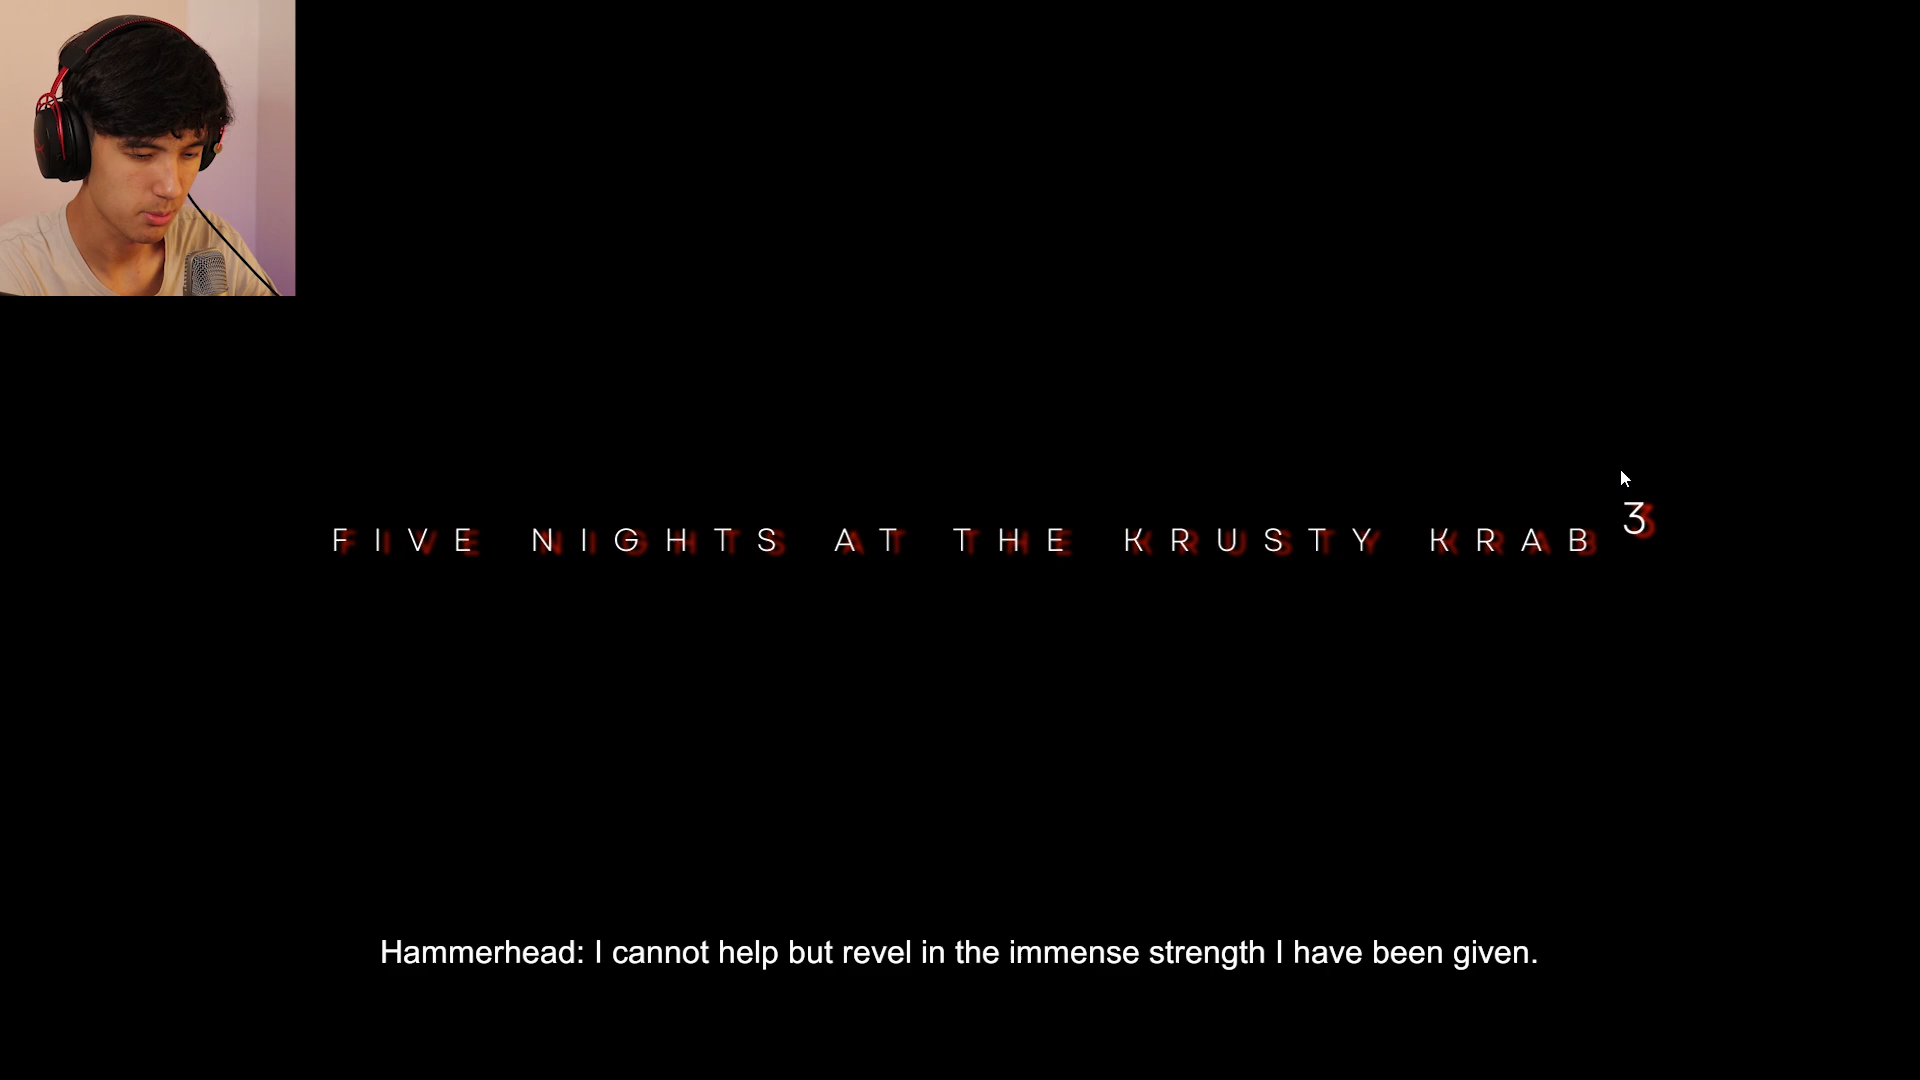 FIVE NIGHTS AT THE KRUSTY KRAB 3
Hammerhead: I cannot help but revel in the immense strength I have been given.